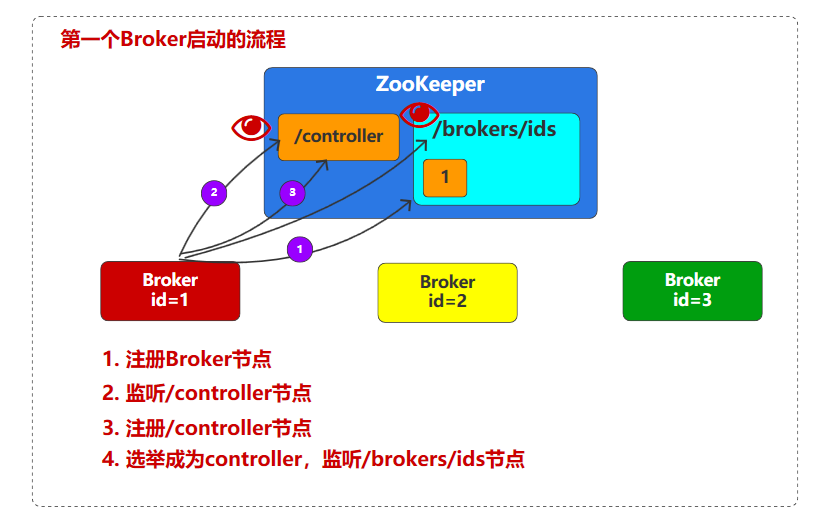 第一个Broker启动的流程
ZooKeeper
/controller
/brokers/ids
1
2
3
1
Broker
id=1
Broker
id=2
Broker
id=3
1. 注册Broker节点
2. 监听/controller节点
3. 注册/controller节点
4. 选举成为controller，监听/brokers/ids节点